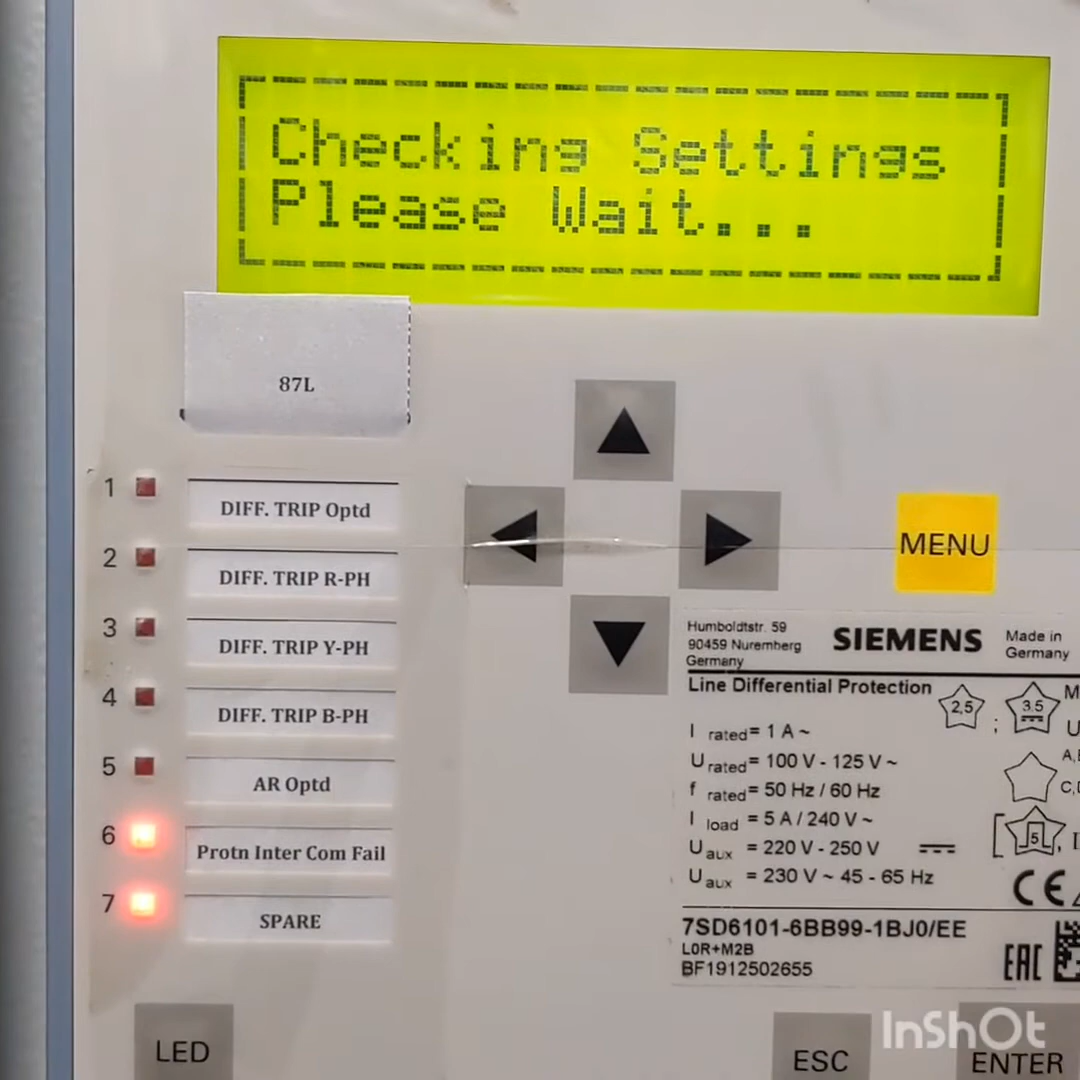 Checking Settings
Please Wait...
87L
1 DIFF. TRIP Optd
2 DIFF. TRIP R-PH
3 DIFF. TRIP Y-PH
4 DIFF. TRIP B-PH
5 AR Optd
6 Protn Inter Com Fail
7 SPARE
MENU
Humboldtstr. 59
90459 Nuremberg
Germany
SIEMENS
Made in
Germany
Line Differential Protection
2,5 ; 3,5
I rated = 1 A ~
U rated = 100 V - 125 V ~
f rated = 50 Hz / 60 Hz
I load = 5 A / 240 V ~
U aux = 220 V - 250 V
U aux = 230 V ~ 45 - 65 Hz
5
CE
7SD6101-6BB99-1BJ0/EE
L0R+M2B
BF1912502655
EAC
LED
ESC
ENTER
InShOt